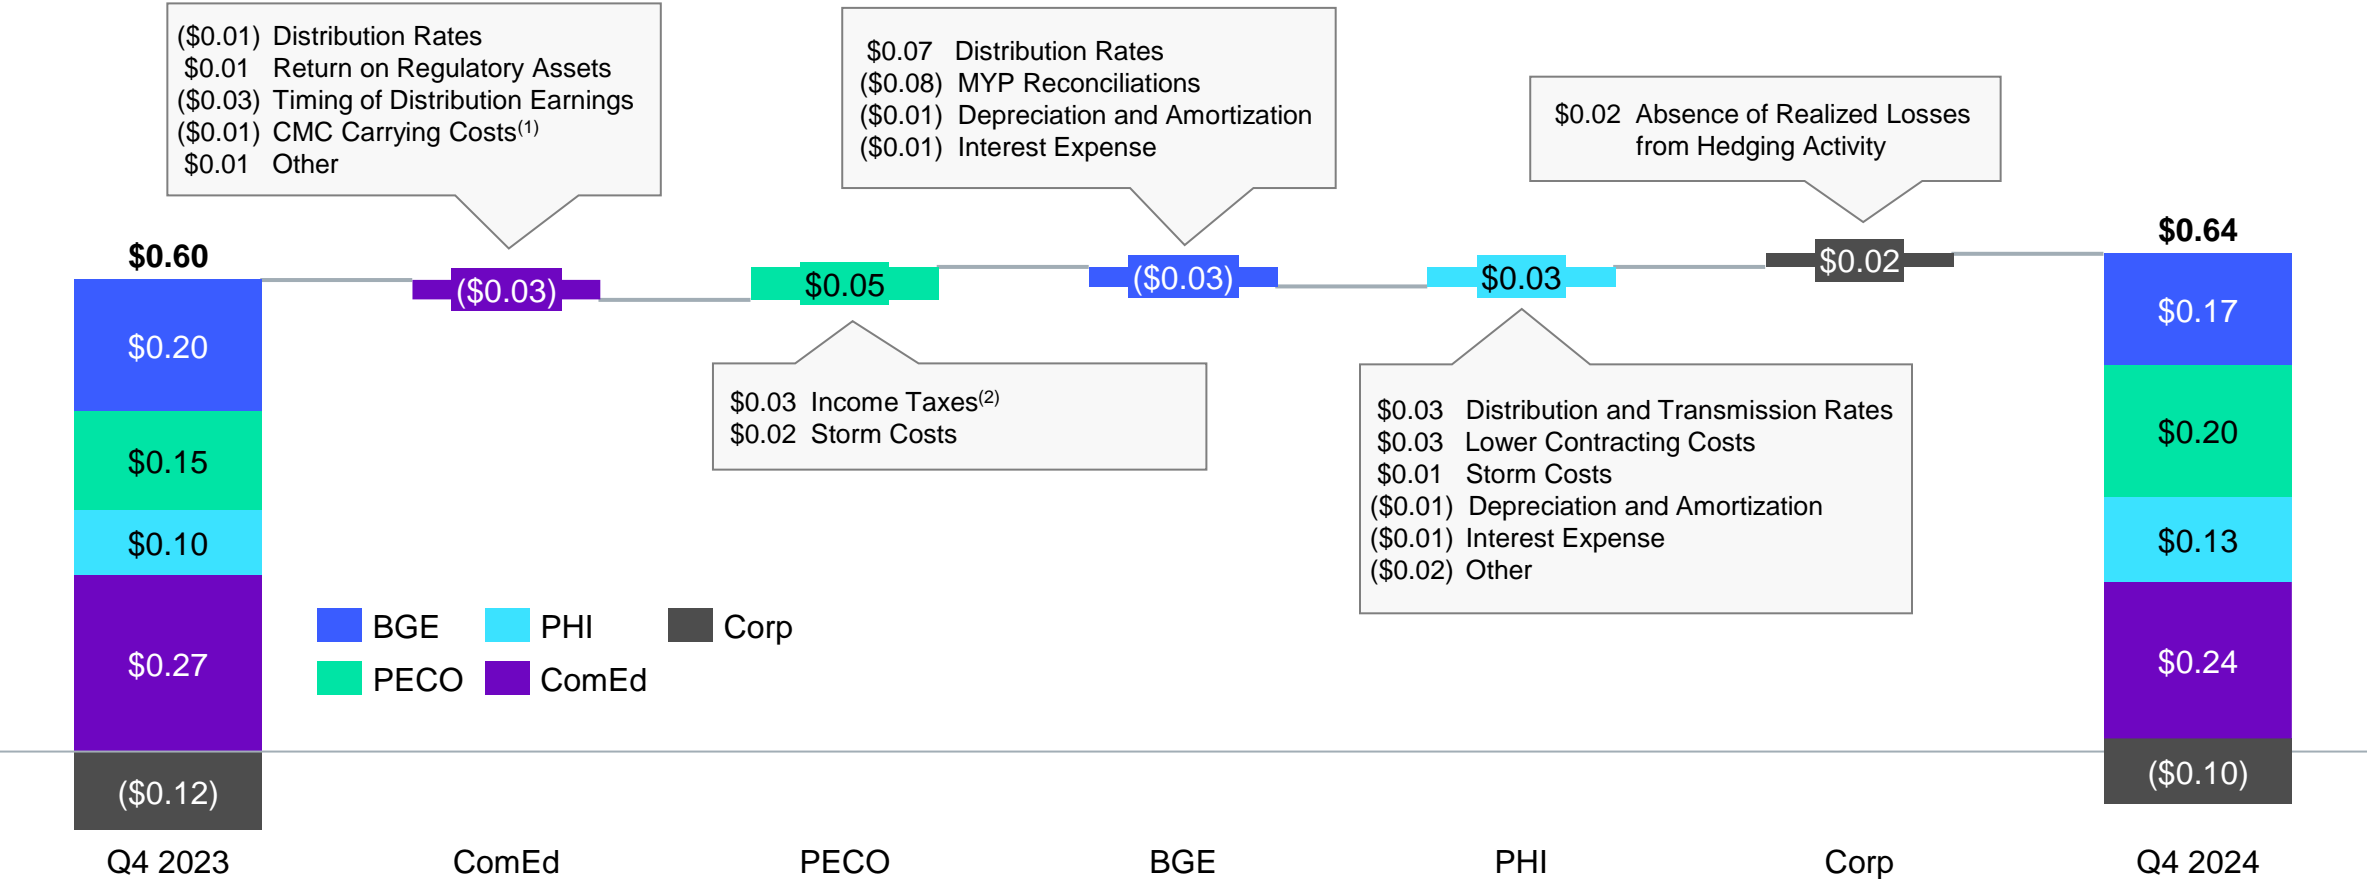 ($0.01) Distribution Rates
$0.01 Return on Regulatory Assets
($0.03) Timing of Distribution Earnings
($0.01) CMC Carrying Costs(1)
$0.01 Other
$0.07 Distribution Rates
($0.08) MYP Reconciliations
($0.01) Depreciation and Amortization
($0.01) Interest Expense
$0.02 Absence of Realized Losses
from Hedging Activity
$0.60
$0.20
$0.15
$0.10
$0.27
($0.12)
($0.03)
$0.05
($0.03)
$0.03
$0.02
$0.64
$0.17
$0.20
$0.13
$0.24
($0.10)
$0.03 Income Taxes(2)
$0.02 Storm Costs
$0.03 Distribution and Transmission Rates
$0.03 Lower Contracting Costs
$0.01 Storm Costs
($0.01) Depreciation and Amortization
($0.01) Interest Expense
($0.02) Other
BGE PHI Corp
PECO ComEd
Q4 2023 ComEd PECO BGE PHI Corp Q4 2024